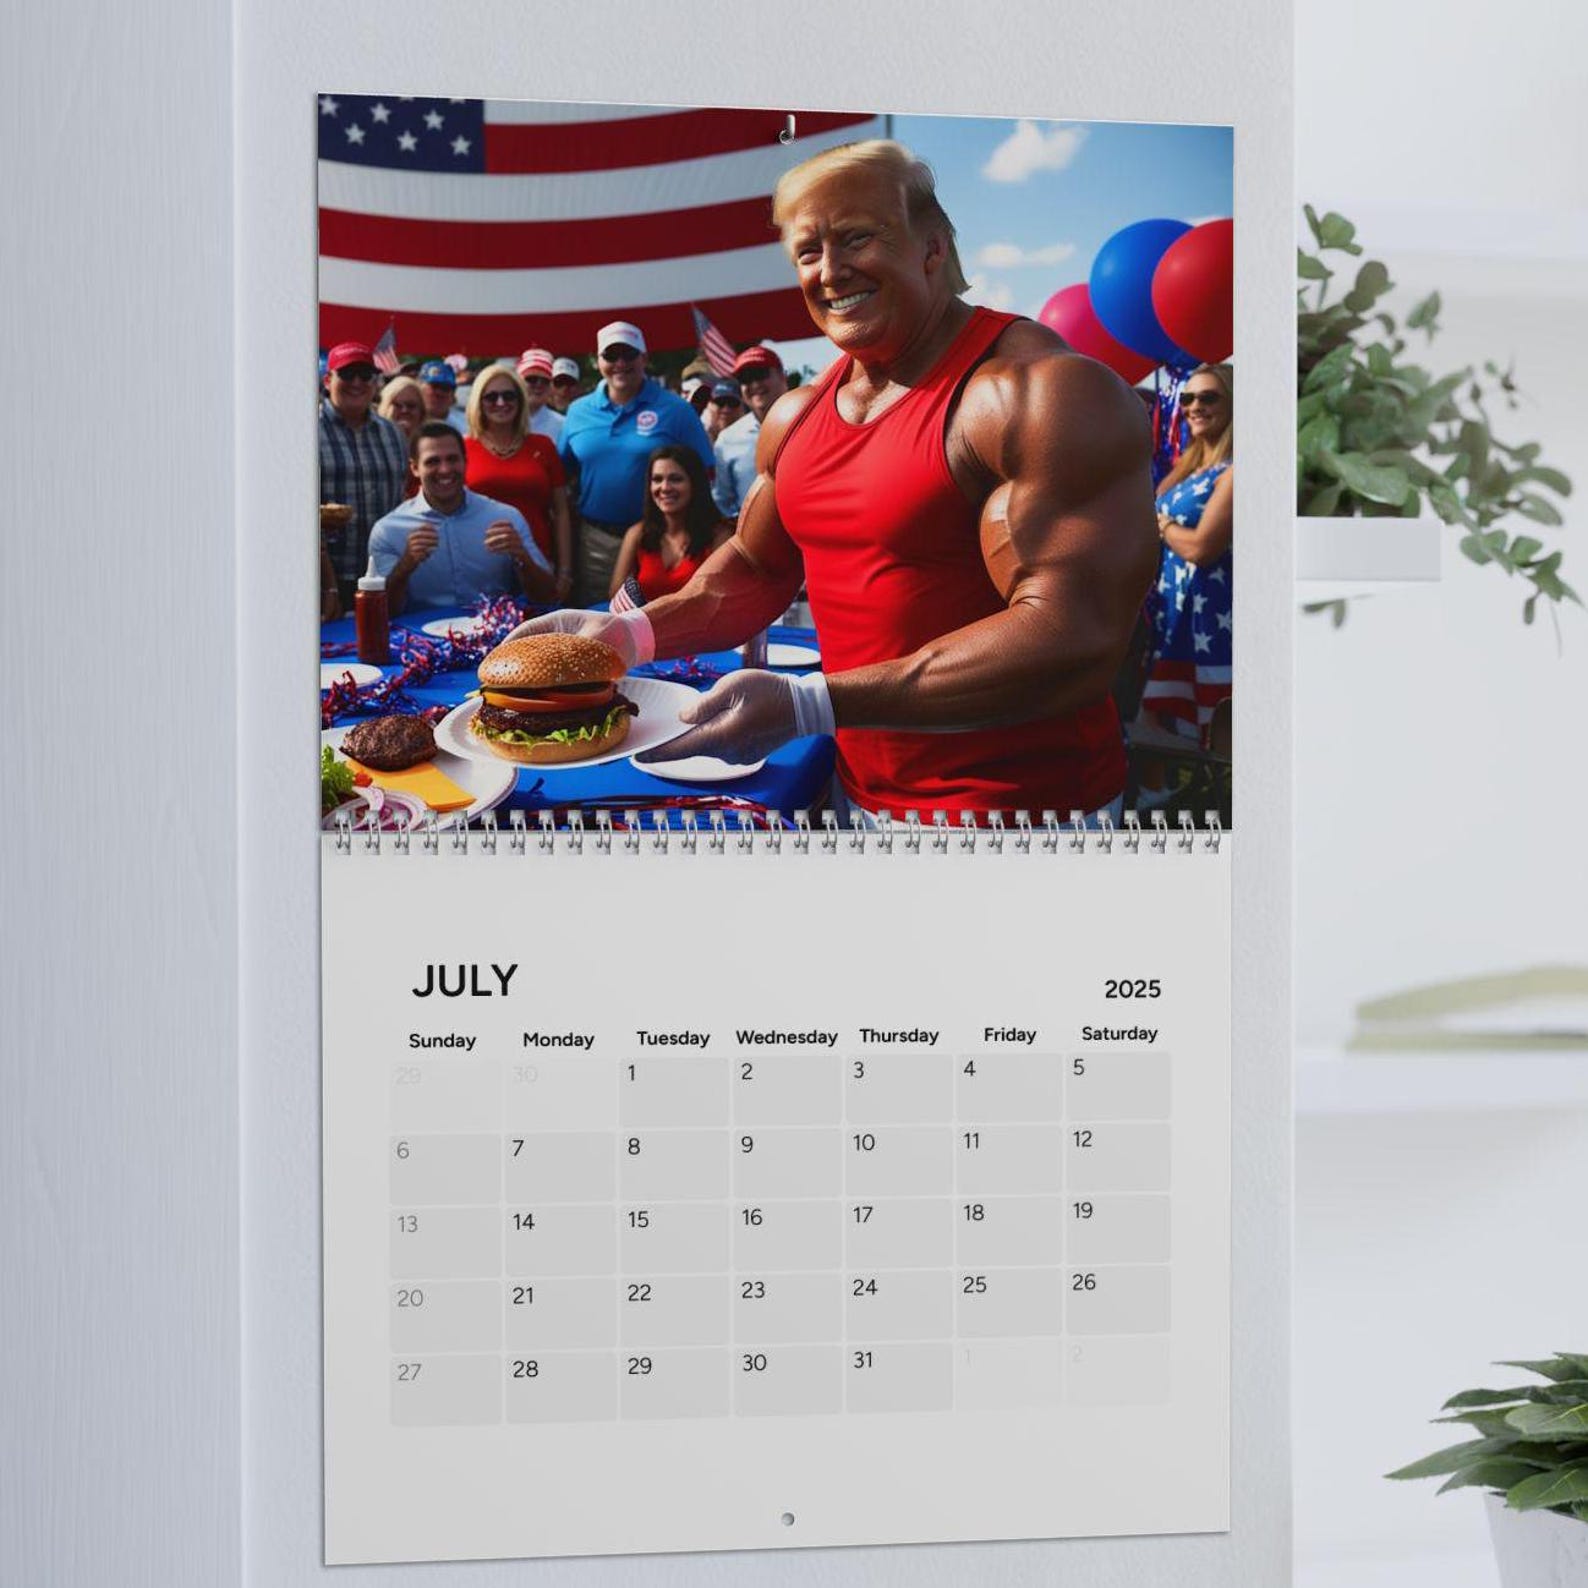 JULY
2025
Sunday Monday Tuesday Wednesday Thursday Friday Saturday
29 30 1 2 3 4 5
6 7 8 9 10 11 12
13 14 15 16 17 18 19
20 21 22 23 24 25 26
27 28 29 30 31 1 2